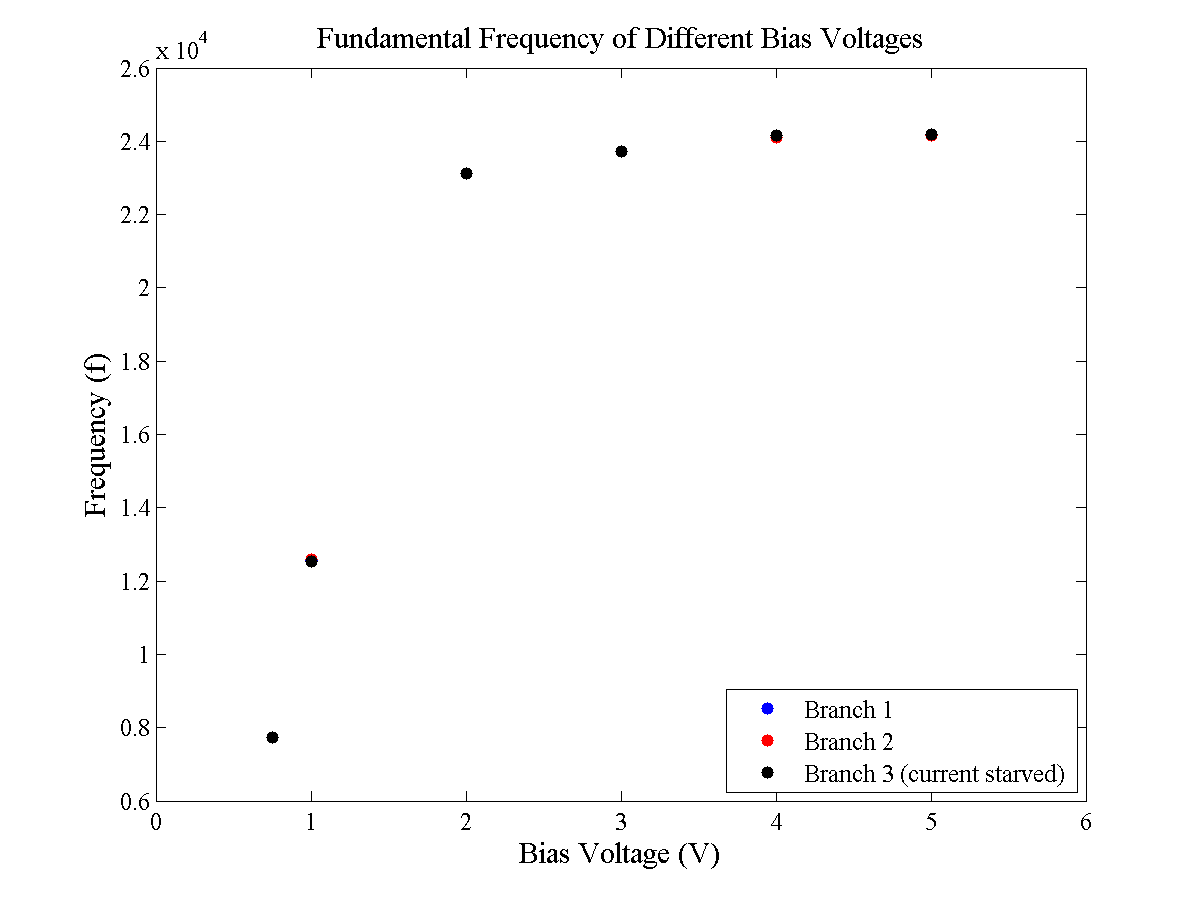 Fundamental Frequency of Different Bias Voltages
x 10^4
2.6
2.4
2.2
2
1.8
1.6
1.4
1.2
1
0.8
0.6
Frequency (f)
0 1 2 3 4 5 6
Bias Voltage (V)
Branch 1
Branch 2
Branch 3 (current starved)